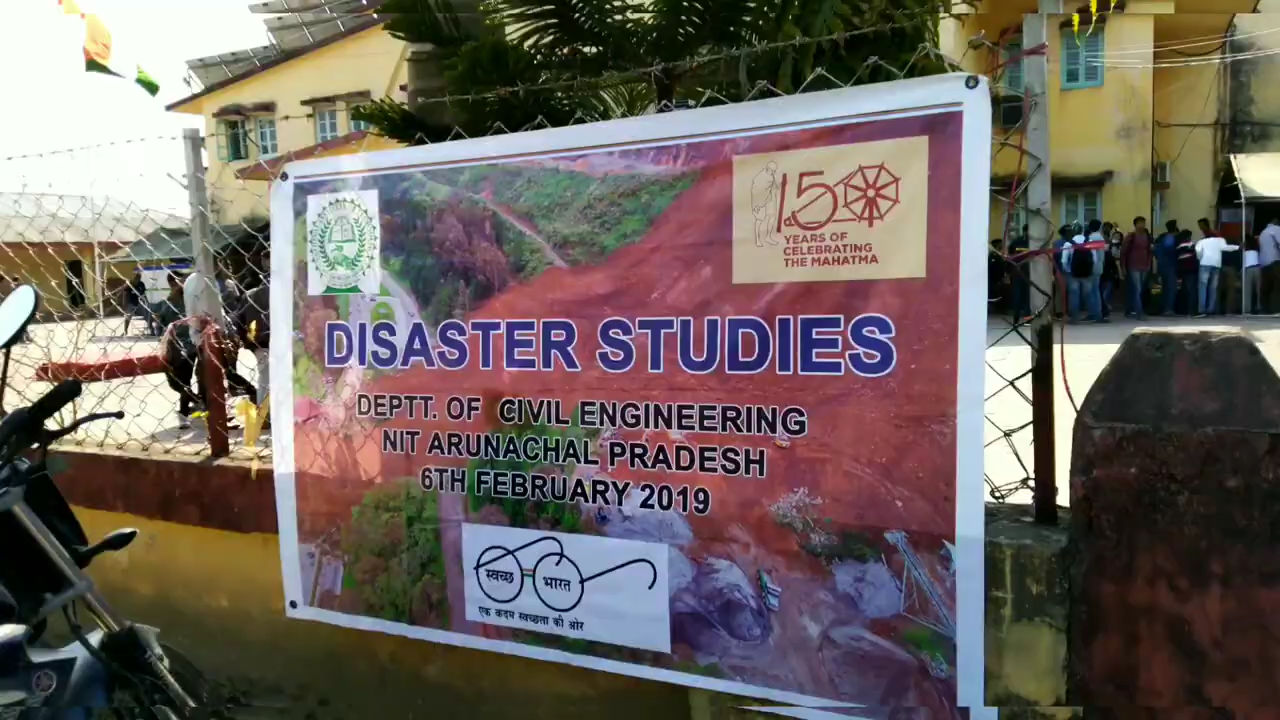 150
YEARS OF
CELEBRATING
THE MAHATMA
DISASTER STUDIES
DEPTT. OF CIVIL ENGINEERING
NIT ARUNACHAL PRADESH
6TH FEBRUARY 2019
स्वच्छ भारत
एक कदम स्वच्छता की ओर